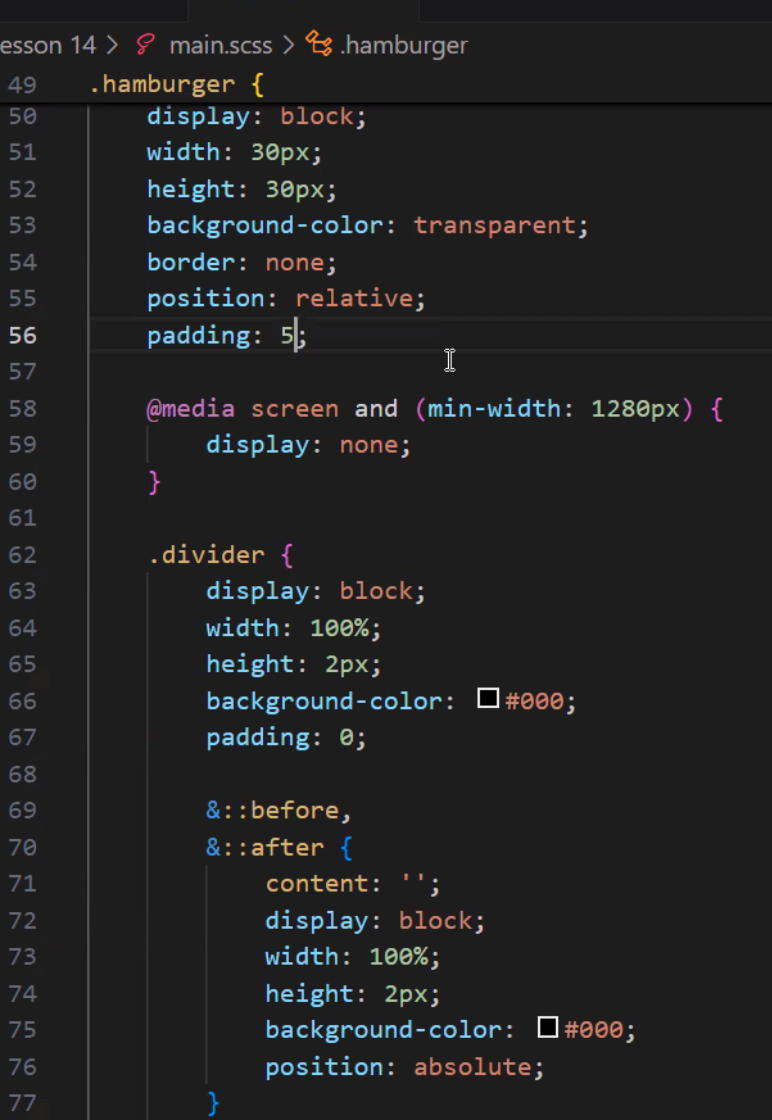 esson 14 > main.scss > .hamburger
49 .hamburger {
50 display: block;
51 width: 30px;
52 height: 30px;
53 background-color: transparent;
54 border: none;
55 position: relative;
56 padding: 5;
57
58 @media screen and (min-width: 1280px) {
59 display: none;
60 }
61
62 .divider {
63 display: block;
64 width: 100%;
65 height: 2px;
66 background-color: #000;
67 padding: 0;
68
69 &::before,
70 &::after {
71 content: '';
72 display: block;
73 width: 100%;
74 height: 2px;
75 background-color: #000;
76 position: absolute;
77 }